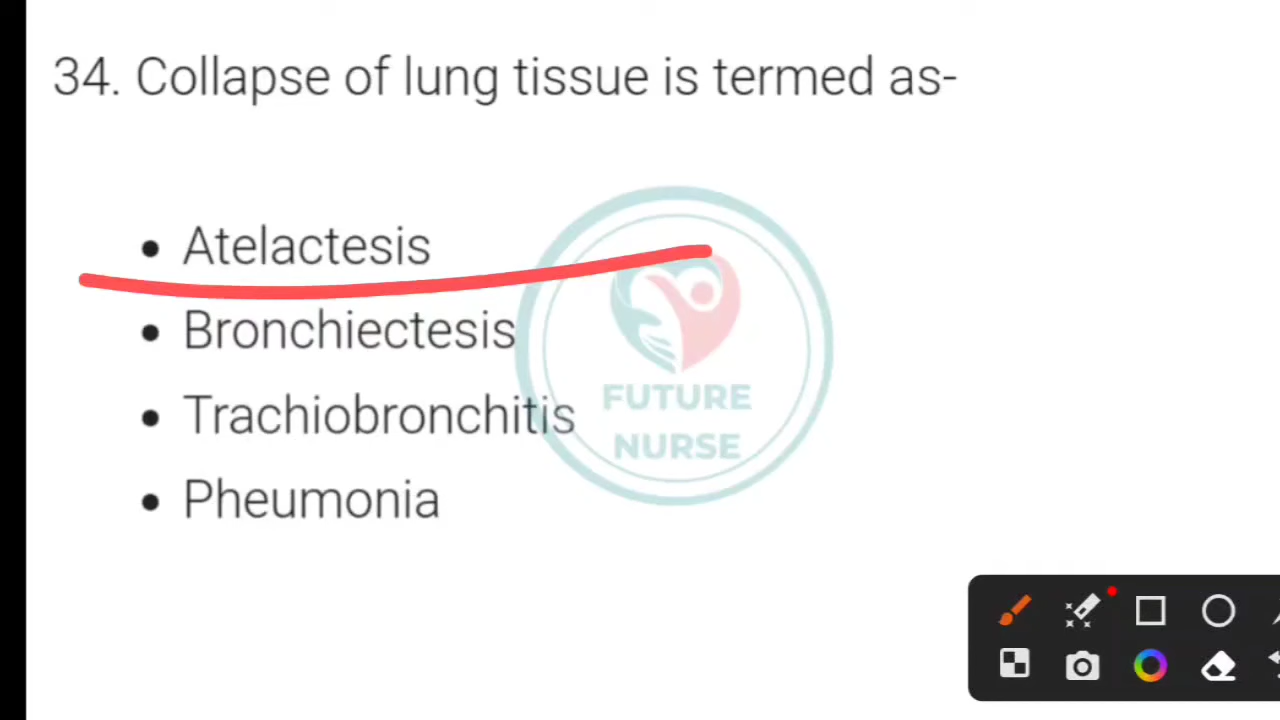 34. Collapse of lung tissue is termed as-
• Atelactesis
• Bronchiectesis
• Trachiobronchitis
• Pheumonia
FUTURE
NURSE